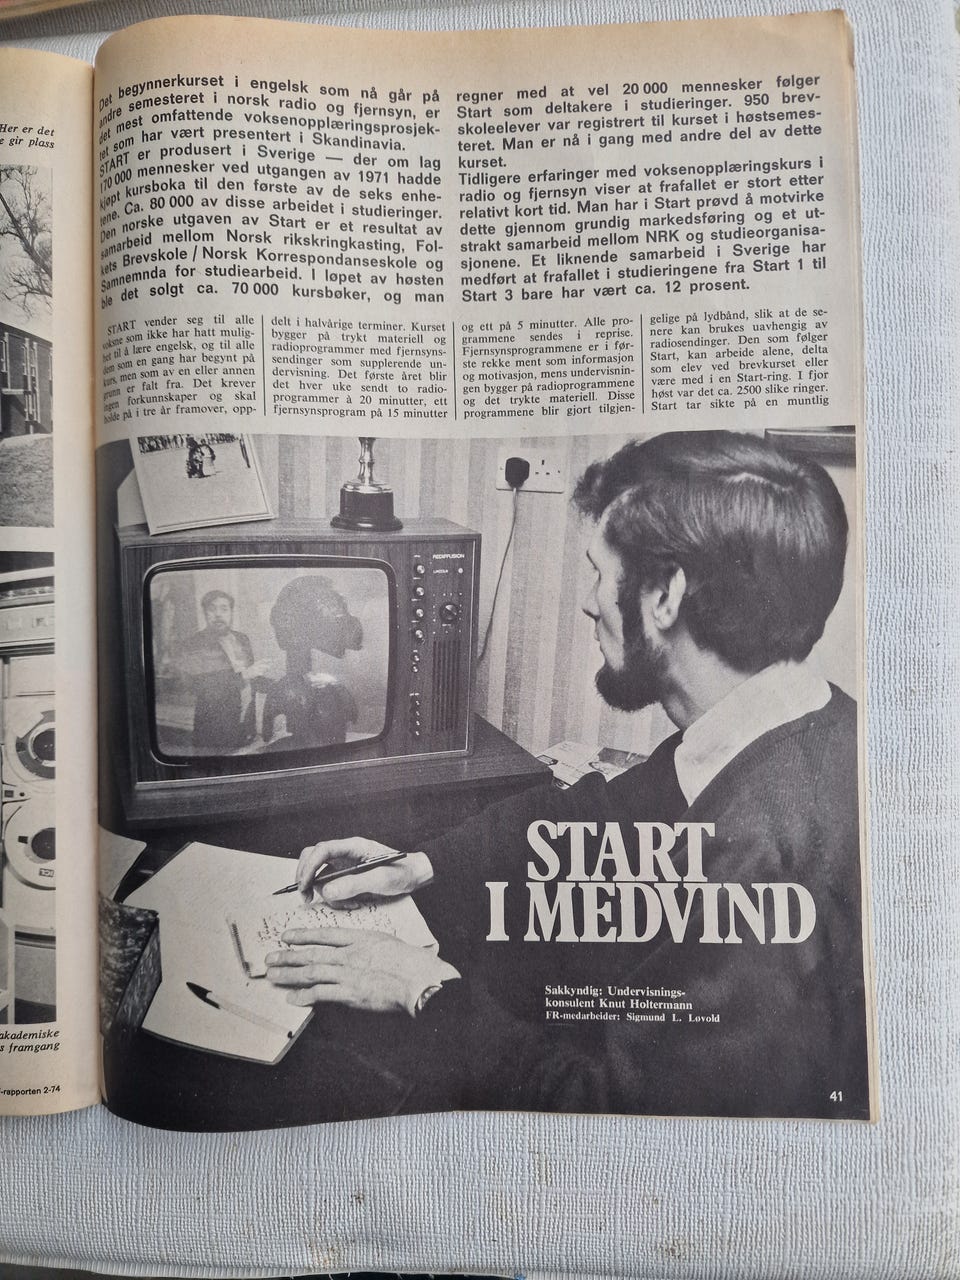 Her er det
e gir plass
akademiske
s framgang
-rapporten 2-74
Det begynnerkurset i engelsk som nå går på
andre semesteret i norsk radio og fjernsyn, er
det mest omfattende voksenopplæringsprosjek-
tet som har vært presentert i Skandinavia.
START er produsert i Sverige — der om lag
170 000 mennesker ved utgangen av 1971 hadde
kjøpt kursboka til den første av de seks enhe-
tene. Ca. 80 000 av disse arbeidet i studieringer.
Den norske utgaven av Start er et resultat av
samarbeid mellom Norsk rikskringkasting, Fol-
kets Brevskole / Norsk Korrespondanseskole og
Samnemnda for studiearbeid. I løpet av høsten
ble det solgt ca. 70 000 kursbøker, og man
regner med at vel 20 000 mennesker følger
Start som deltakere i studieringer. 950 brev-
skoleelever var registrert til kurset i høstsemes-
teret. Man er nå i gang med andre del av dette
kurset.
Tidligere erfaringer med voksenopplæringskurs i
radio og fjernsyn viser at frafallet er stort etter
relativt kort tid. Man har i Start prøvd å motvirke
dette gjennom grundig markedsføring og et ut-
strakt samarbeid mellom NRK og studieorganisa-
sjonene. Et liknende samarbeid i Sverige har
medført at frafallet i studieringene fra Start 1 til
Start 3 bare har vært ca. 12 prosent.
START vender seg til alle
voksne som ikke har hatt mulig-
het til å lære engelsk, og til alle
dem som en gang har begynt på
kurs, men som av en eller annen
grunn er falt fra. Det krever
ingen forkunnskaper og skal
holde på i tre år framover, opp-
delt i halvårige terminer. Kurset
bygger på trykt materiell og
radioprogrammer med fjernsyns-
sendinger som supplerende un-
dervisning. Det første året blir
det hver uke sendt to radio-
programmer à 20 minutter, ett
fjernsynsprogram på 15 minutter
og ett på 5 minutter. Alle pro-
grammene sendes i reprise.
Fjernsynsprogrammene er i før-
ste rekke ment som informasjon
og motivasjon, mens undervisnin-
gen bygger på radioprogrammene
og det trykte materiell. Disse
programmene blir gjort tilgjen-
gelige på lydbånd, slik at de se-
nere kan brukes uavhengig av
radiosendinger. Den som følger
Start, kan arbeide alene, delta
som elev ved brevkurset eller
være med i en Start-ring. I fjor
høst var det ca. 2500 slike ringer.
Start tar sikte på en muntlig
REDIFFUSION
LINCOLN
START
I MEDVIND
Sakkyndig: Undervisnings-
konsulent Knut Holtermann
FR-medarbeider: Sigmund L. Løvold
41